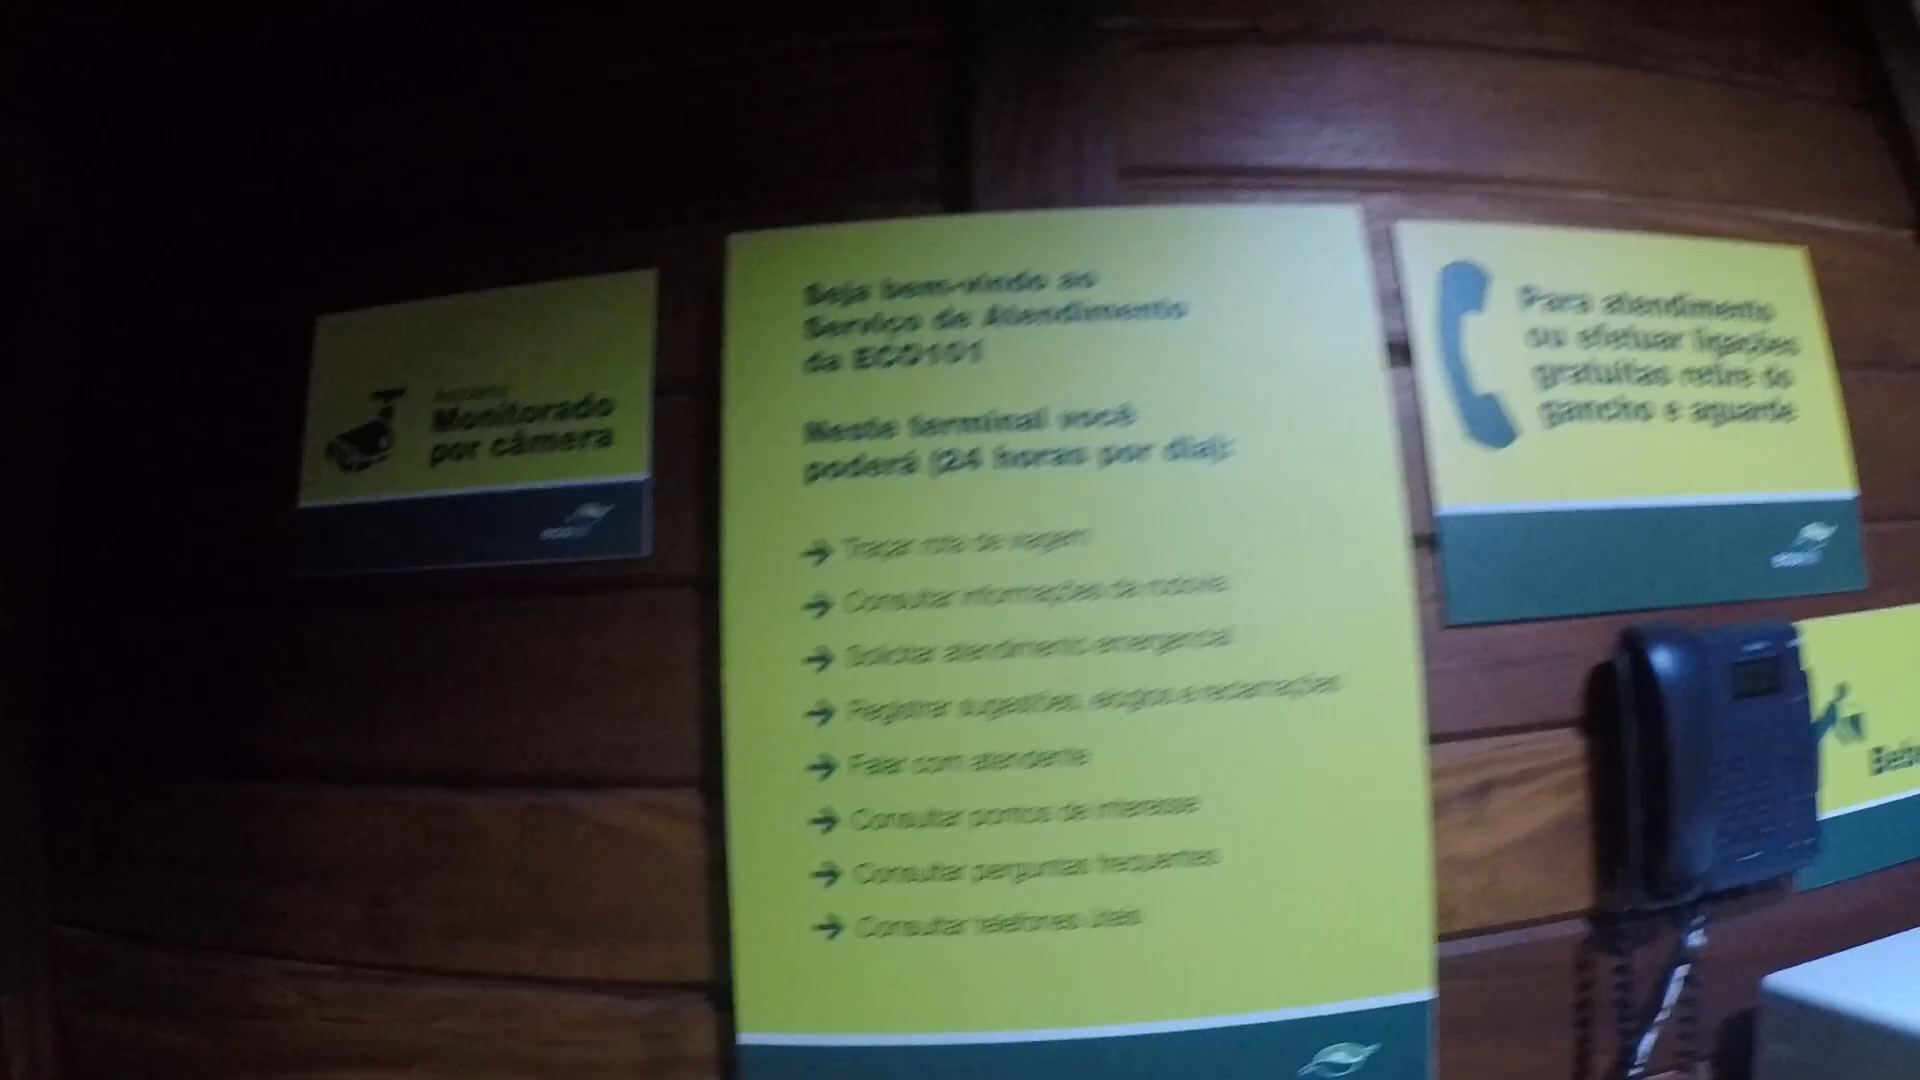 Ambiente
Monitorado
por câmera
Seja bem-vindo ao
Serviço de Atendimento
da ECO101
Neste terminal você
poderá (24 horas por dia):
Traçar rota de viagem
Consultar informações da rodovia
Solicitar atendimento emergencial
Registrar sugestões, elogios e reclamações
Falar com atendente
Consultar pontos de interesse
Consultar perguntas frequentes
Consultar telefones úteis
Para atendimento
ou efetuar ligações
gratuitas retire do
gancho e aguarde